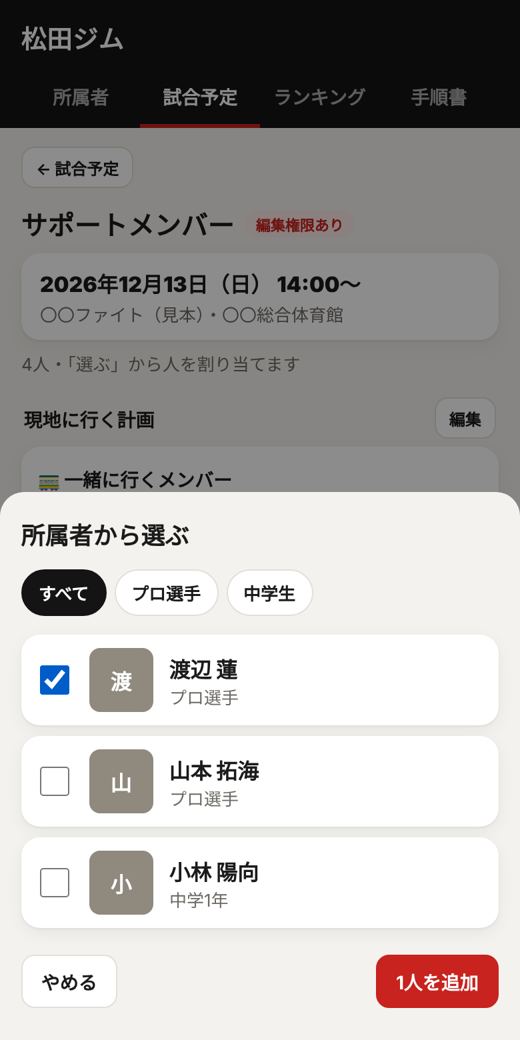 松田ジム
所属者 試合予定 ランキング 手順書
← 試合予定
サポートメンバー 編集権限あり
2026年12月13日（日） 14:00〜
〇〇ファイト（見本）・〇〇総合体育館
4人・「選ぶ」から人を割り当てます
現地に行く計画 編集
一緒に行くメンバー
所属者から選ぶ
すべて プロ選手 中学生
渡 渡辺 蓮
プロ選手
山 山本 拓海
プロ選手
小 小林 陽向
中学1年
やめる 1人を追加